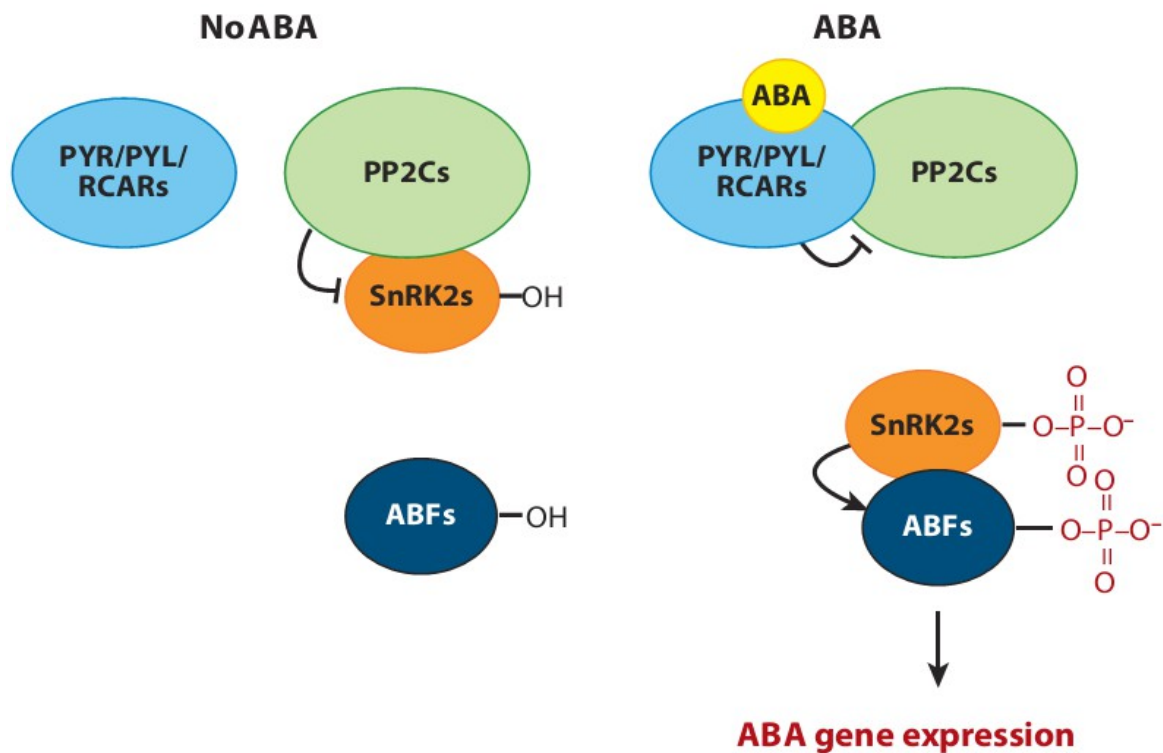 No ABA
ABA
ABA
PYR/PYL/
RCARs
PP2Cs
PYR/PYL/
RCARs
PP2Cs
SnRK2s
OH
O
SnRK2s
O–P–O⁻
O
O
ABFs
OH
ABFs
O–P–O⁻
O
ABA gene expression